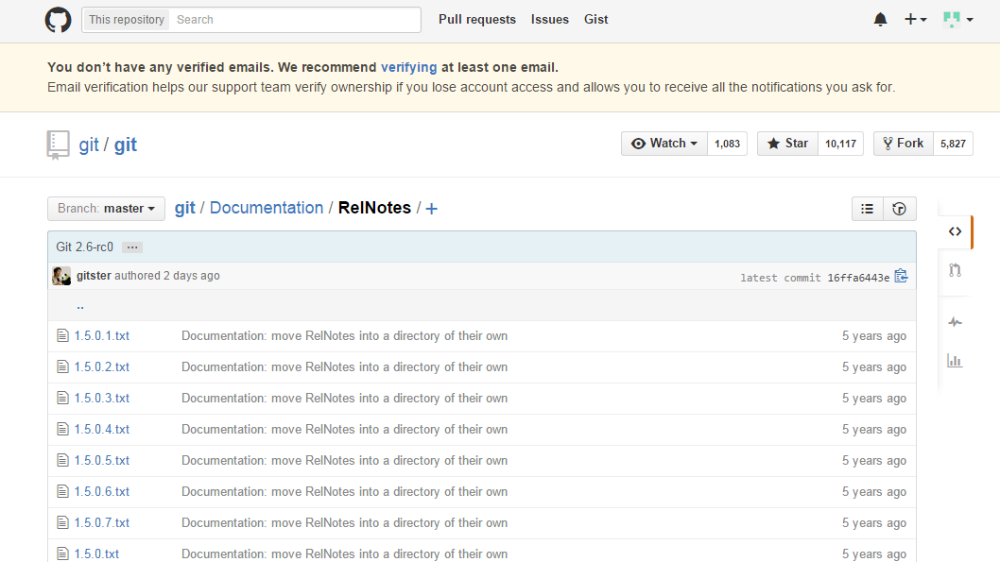 This repository Search Pull requests Issues Gist
You don't have any verified emails. We recommend verifying at least one email.
Email verification helps our support team verify ownership if you lose account access and allows you to receive all the notifications you ask for.
git / git Watch 1,083 Star 10,117 Fork 5,827
Branch: master git / Documentation / RelNotes / +
Git 2.6-rc0 ...
gitster authored 2 days ago latest commit 16ffa6443e
..
1.5.0.1.txt Documentation: move RelNotes into a directory of their own 5 years ago
1.5.0.2.txt Documentation: move RelNotes into a directory of their own 5 years ago
1.5.0.3.txt Documentation: move RelNotes into a directory of their own 5 years ago
1.5.0.4.txt Documentation: move RelNotes into a directory of their own 5 years ago
1.5.0.5.txt Documentation: move RelNotes into a directory of their own 5 years ago
1.5.0.6.txt Documentation: move RelNotes into a directory of their own 5 years ago
1.5.0.7.txt Documentation: move RelNotes into a directory of their own 5 years ago
1.5.0.txt Documentation: move RelNotes into a directory of their own 5 years ago